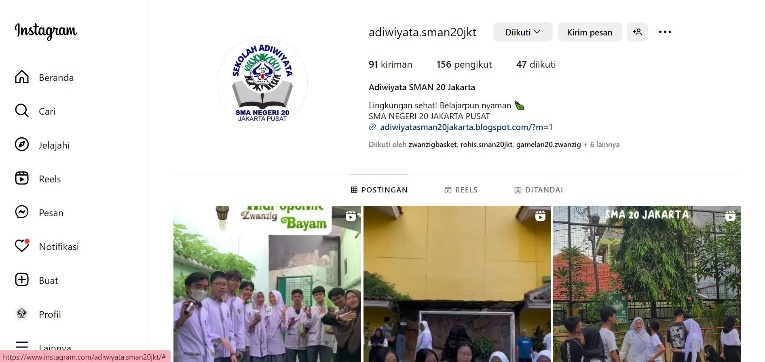 Instagram
Beranda
Cari
Jelajahi
Reels
Pesan
Notifikasi
Buat
Profil
Lainnya
https://www.instagram.com/adiwiyata.sman20jkt/#
SEKOLAH ADIWIYATA
SMA NEGERI 20
JAKARTA PUSAT
adiwiyata.sman20jkt
Diikuti
Kirim pesan
91 kiriman 156 pengikut 47 diikuti
Adiwiyata SMAN 20 Jakarta
Lingkungan sehat! Belajarpun nyaman
SMA NEGERI 20 JAKARTA PUSAT
adiwiyatasman20jakarta.blogspot.com/?m=1
Diikuti oleh zwanzigbasket, rohis.sman20jkt, gamelan20.zwanzig + 6 lainnya
POSTINGAN REELS DITANDAI
Hidroponik
Zwanzig Bayam
SMA 20 JAKARTA